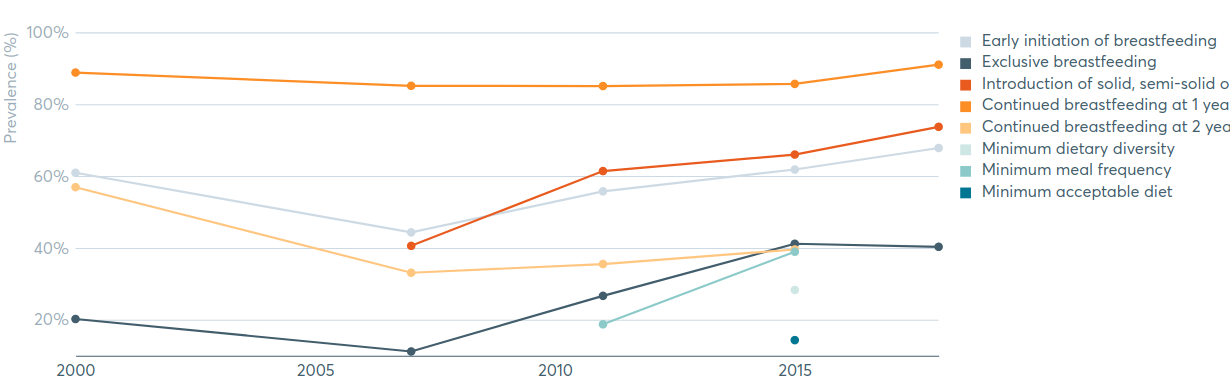 Prevalence (%)
100%
80%
60%
40%
20%
2000
2005
2010
2015
Early initiation of breastfeeding
Exclusive breastfeeding
Introduction of solid, semi-solid o
Continued breastfeeding at 1 yea
Continued breastfeeding at 2 yea
Minimum dietary diversity
Minimum meal frequency
Minimum acceptable diet